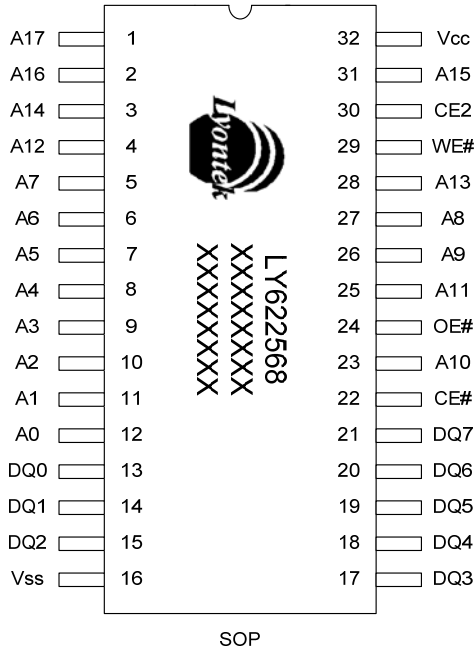 A17 1 32 Vcc
A16 2 31 A15
A14 3 30 CE2
A12 4 29 WE#
A7 5 28 A13
A6 6 27 A8
A5 7 26 A9
A4 8 25 A11
A3 9 24 OE#
A2 10 23 A10
A1 11 22 CE#
A0 12 21 DQ7
DQ0 13 20 DQ6
DQ1 14 19 DQ5
DQ2 15 18 DQ4
Vss 16 17 DQ3
Lyontek
LY622568
XXXXXXXX
XXXXXXXX
SOP